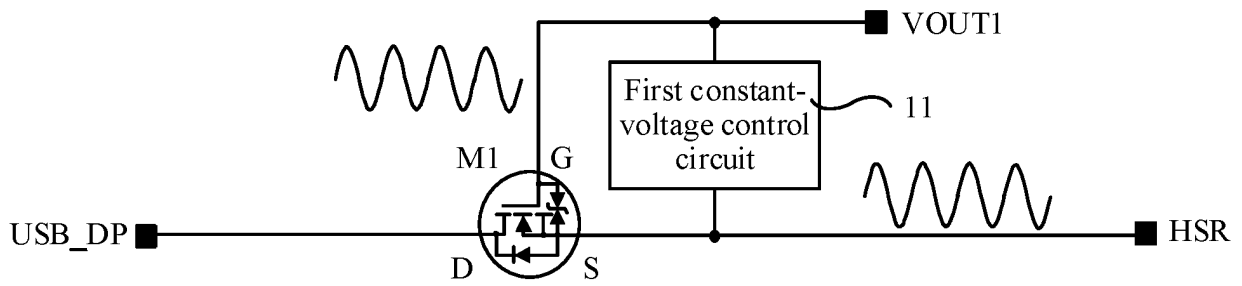 VOUT1
First constant-
voltage control
circuit
11
M1
G
USB_DP
HSR
D
S